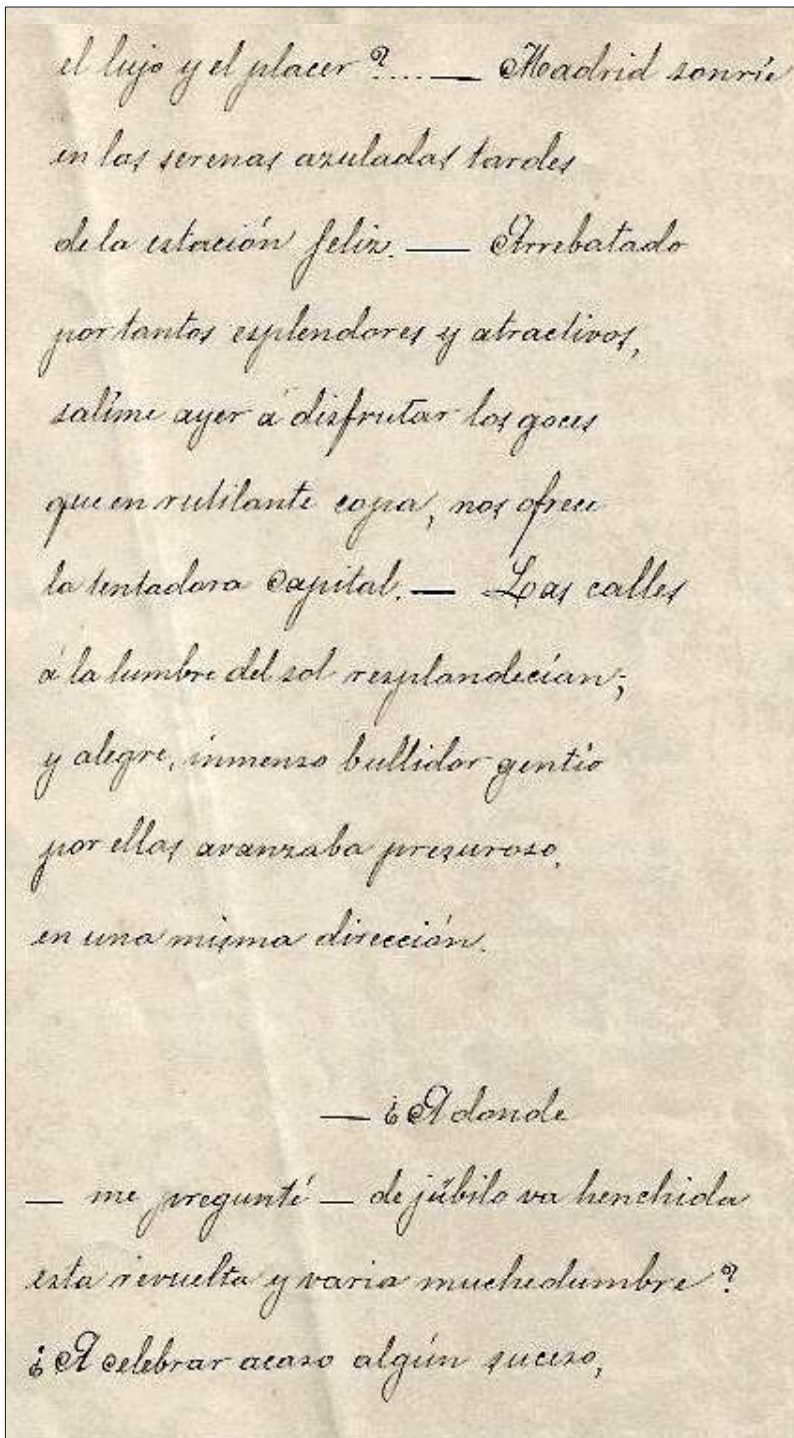 el lujo y el placer?.... — Madrid sonríe
en las serenas azuladas tardes
de la estación feliz. — Arrebatado
por tantos esplendores y atractivos,
salíme ayer á disfrutar los goces
que en rutilante copa, nos ofrece
la tentadora Capital. — Las calles
á la lumbre del sol resplandecían;
y alegre, inmenso bullidor gentío
por ellas avanzaba presuroso,
en una misma dirección.
— ¿A donde
— me pregunté — de júbilo va henchida
esta revuelta y varia muchedumbre?
¿A celebrar acaso algún suceso,